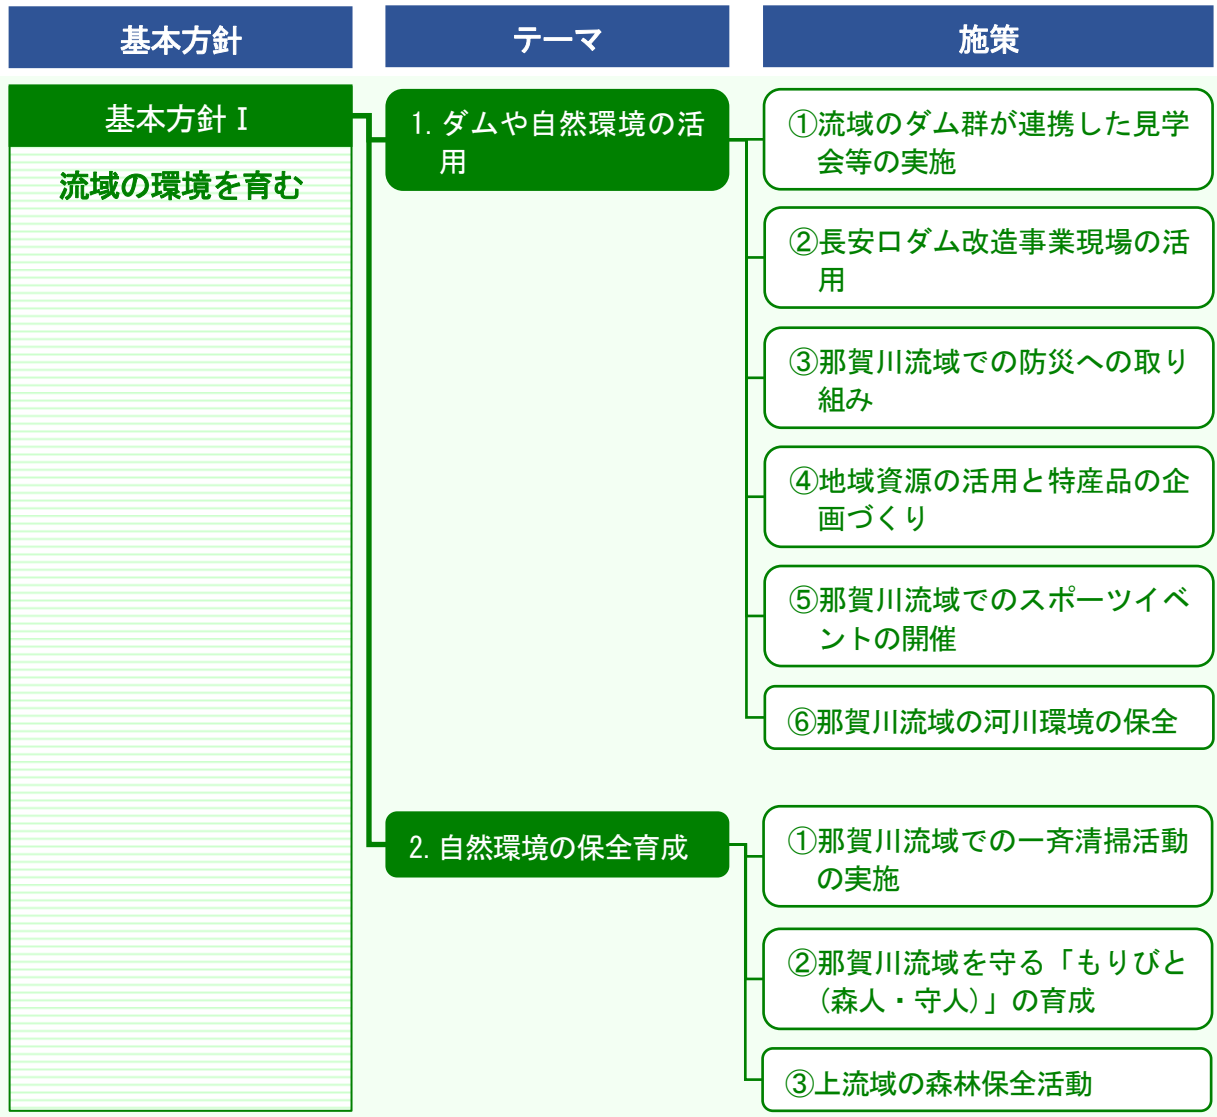 基本方針
テーマ
施策
基本方針Ⅰ
流域の環境を育む
1. ダムや自然環境の活
用
①流域のダム群が連携した見学
会等の実施
②長安口ダム改造事業現場の活
用
③那賀川流域での防災への取り
組み
④地域資源の活用と特産品の企
画づくり
⑤那賀川流域でのスポーツイベ
ントの開催
⑥那賀川流域の河川環境の保全
2. 自然環境の保全育成
①那賀川流域での一斉清掃活動
の実施
②那賀川流域を守る「もりびと
(森人・守人)」の育成
③上流域の森林保全活動